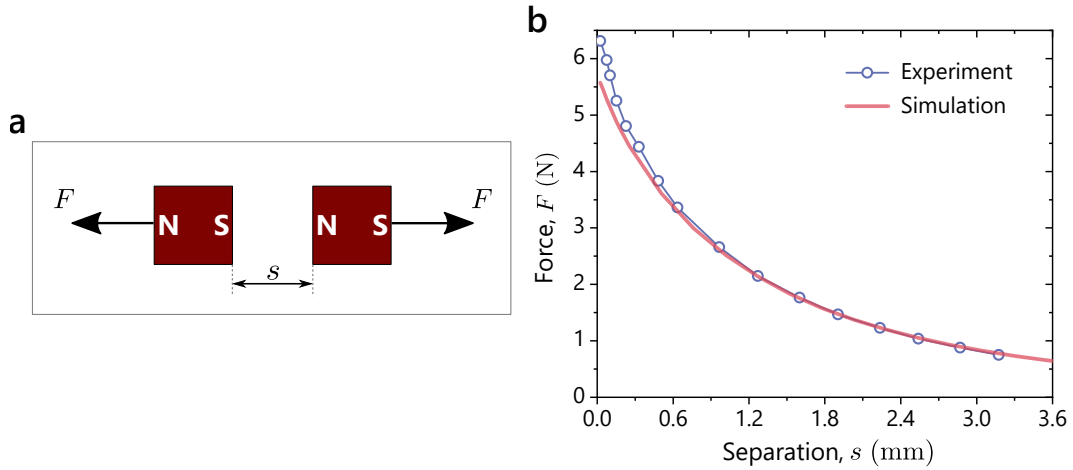 a
F
N S
s
N S
F
b
Force, F (N)
6
5
4
3
2
1
0
0.0 0.6 1.2 1.8 2.4 3.0 3.6
Separation, s (mm)
Experiment
Simulation